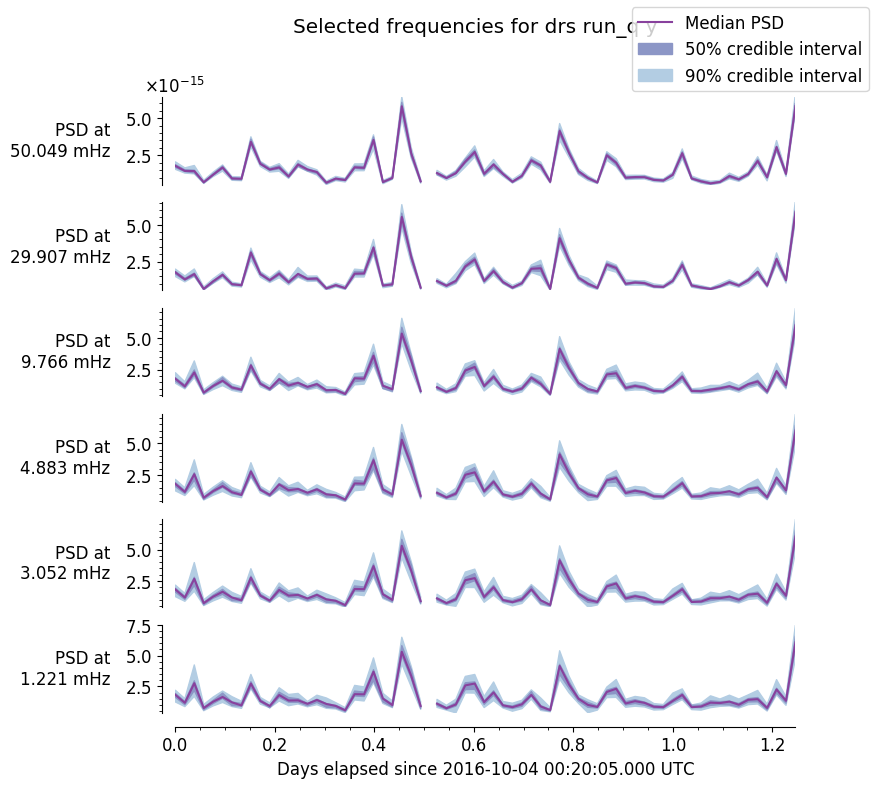 Selected frequencies for drs run_q y
Median PSD
50% credible interval
90% credible interval
×10⁻¹⁵
PSD at
50.049 mHz
5.0
2.5
PSD at
29.907 mHz
5.0
2.5
PSD at
9.766 mHz
5.0
2.5
PSD at
4.883 mHz
5.0
2.5
PSD at
3.052 mHz
5.0
2.5
PSD at
1.221 mHz
7.5
5.0
2.5
0.0 0.2 0.4 0.6 0.8 1.0 1.2
Days elapsed since 2016-10-04 00:20:05.000 UTC